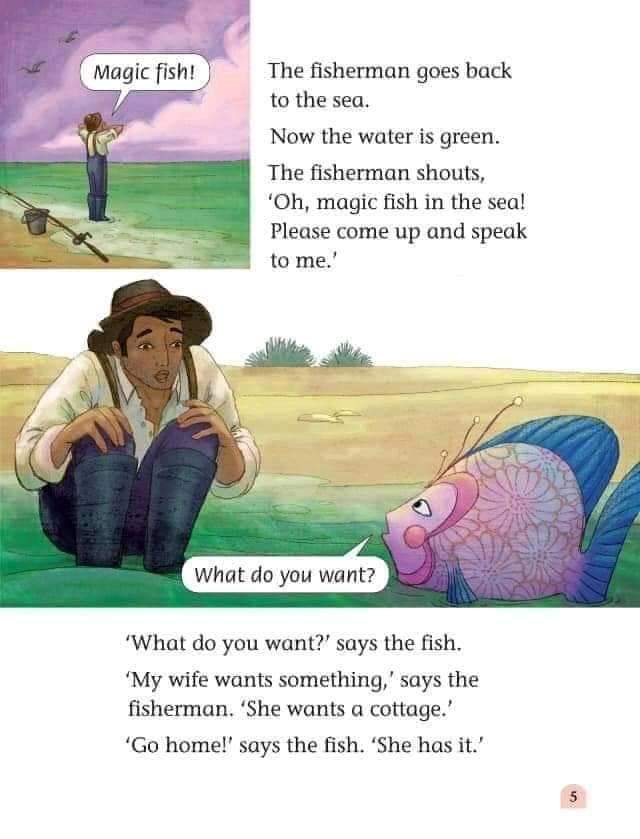 Magic fish!
The fisherman goes back
to the sea.
Now the water is green.
The fisherman shouts,
‘Oh, magic fish in the sea!
Please come up and speak
to me.’
What do you want?
‘What do you want?’ says the fish.
‘My wife wants something,’ says the
fisherman. ‘She wants a cottage.’
‘Go home!’ says the fish. ‘She has it.’
5